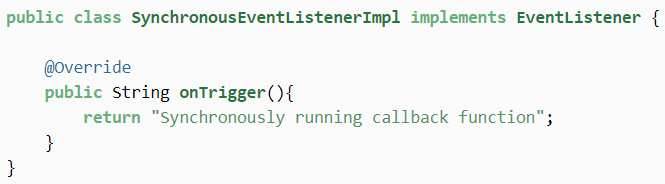 public class SynchronousEventListenerImpl implements EventListener {
    @Override
    public String onTrigger(){
        return "Synchronously running callback function";
    }
}